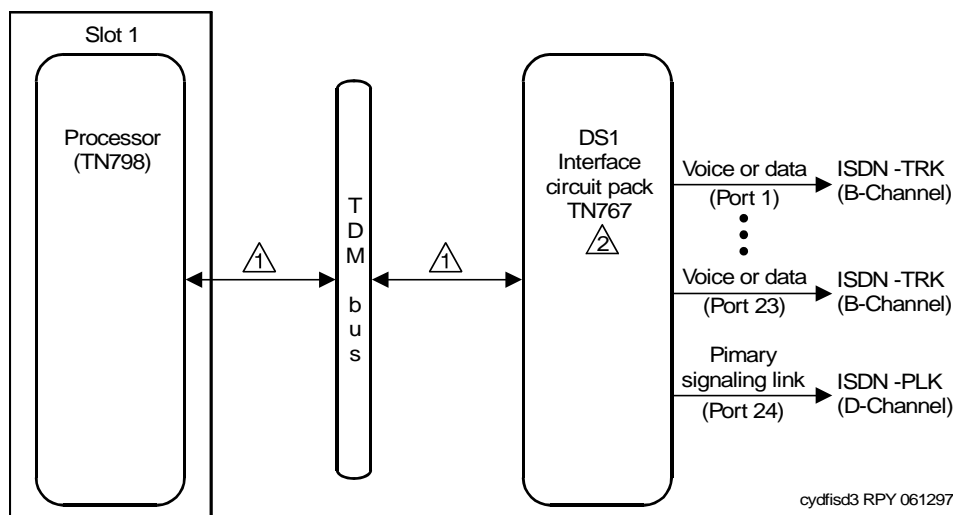 Slot 1
Processor
(TN798)
1
TDM bus
1
DS1
Interface
circuit pack
TN767
2
Voice or data
(Port 1)
ISDN -TRK
(B-Channel)
Voice or data
(Port 23)
ISDN -TRK
(B-Channel)
Pimary
signaling link
(Port 24)
ISDN -PLK
(D-Channel)
cydfisd3 RPY 061297